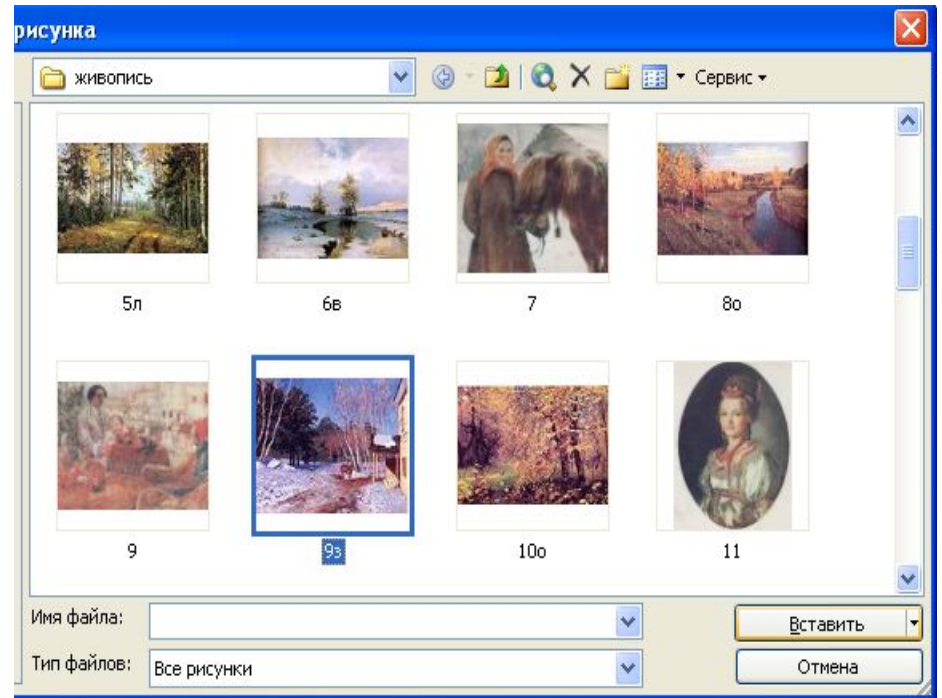 рисунка
живопись
Сервис
5л
6в
7
8о
9
9з
10о
11
Имя файла:
Вставить
Тип файлов:
Все рисунки
Отмена